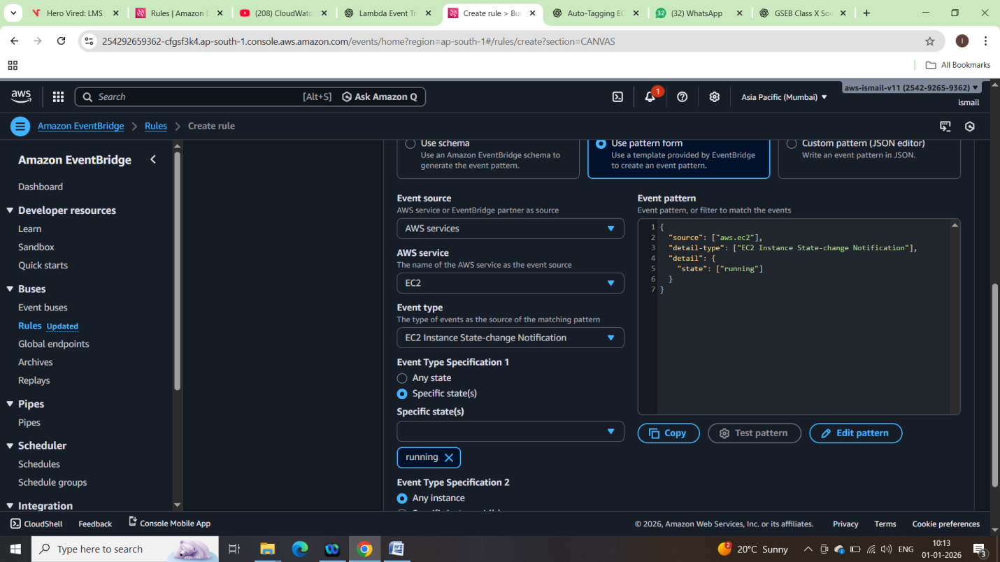 Hero Vired: LMS
Rules | Amazon E
(208) CloudWatc
Lambda Event Tr
Create rule > Bui
Auto-Tagging EC
32
(32) WhatsApp
GSEB Class X So
254292659362-cfgsf3k4.ap-south-1.console.aws.amazon.com/events/home?region=ap-south-1#/rules/create?section=CANVAS
I
All Bookmarks
aws
Search
[Alt+S]
Ask Amazon Q
1
Asia Pacific (Mumbai)
aws-ismail-v11 (2542-9265-9362)
ismail
Amazon EventBridge
Rules
Create rule
Amazon EventBridge
Dashboard
Developer resources
Learn
Sandbox
Quick starts
Buses
Event buses
Rules Updated
Global endpoints
Archives
Replays
Pipes
Pipes
Scheduler
Schedules
Schedule groups
Integration
Use schema
Use an Amazon EventBridge schema to
generate the event pattern.
Use pattern form
Use a template provided by EventBridge
to create an event pattern.
Custom pattern (JSON editor)
Write an event pattern in JSON.
Event source
AWS service or EventBridge partner as source
AWS services
AWS service
The name of the AWS service as the event source
EC2
Event type
The type of events as the source of the matching pattern
EC2 Instance State-change Notification
Event Type Specification 1
Any state
Specific state(s)
Specific state(s)
running
Event Type Specification 2
Any instance
Event pattern
Event pattern, or filter to match the events
1 {
2 "source": ["aws.ec2"],
3 "detail-type": ["EC2 Instance State-change Notification"],
4 "detail": {
5 "state": ["running"]
6 }
7 }
Copy
Test pattern
Edit pattern
CloudShell
Feedback
Console Mobile App
© 2026, Amazon Web Services, Inc. or its affiliates.
Privacy
Terms
Cookie preferences
Type here to search
2
20°C Sunny
ENG
10:13
01-01-2026
3